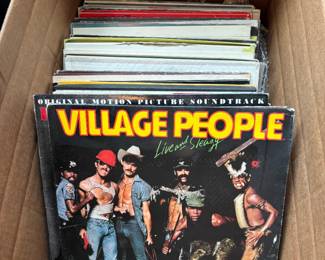 ORIGINAL MOTION PICTURE SOUNDTRACK
VILLAGE PEOPLE
Live and Sleazy